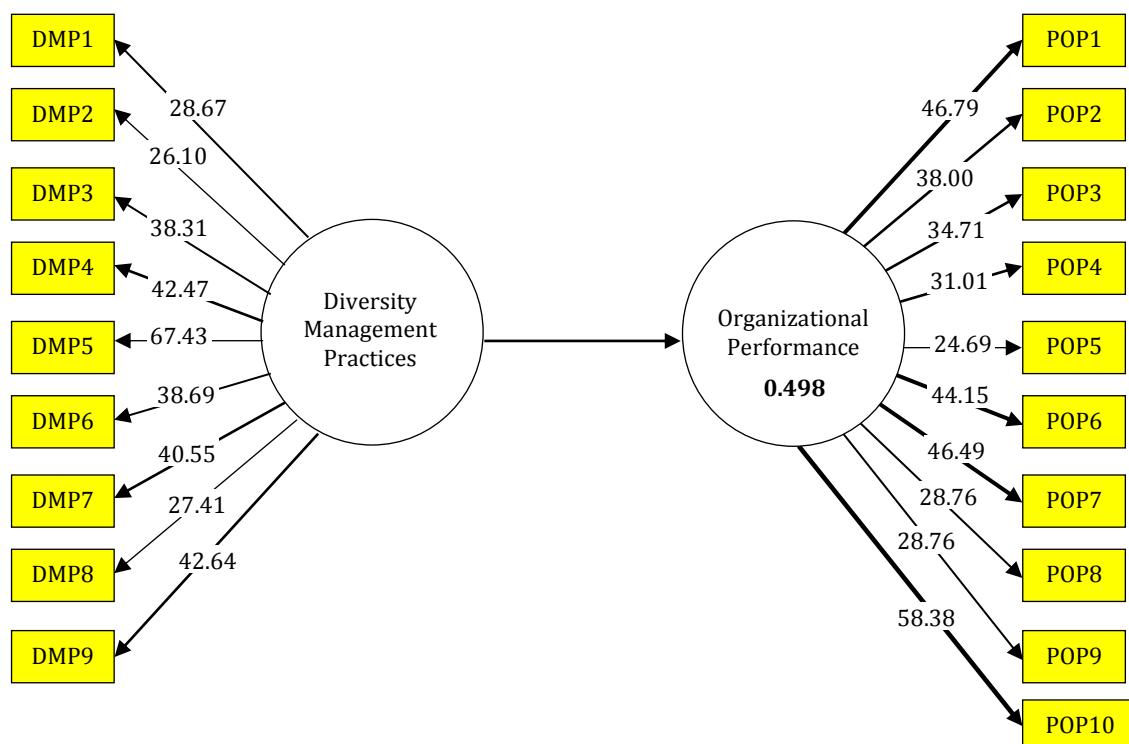 DMP1
DMP2
DMP3
DMP4
DMP5
DMP6
DMP7
DMP8
DMP9
28.67
26.10
38.31
42.47
67.43
38.69
40.55
27.41
42.64
Diversity
Management
Practices
Organizational
Performance
0.498
46.79
38.00
34.71
31.01
24.69
44.15
46.49
28.76
28.76
58.38
POP1
POP2
POP3
POP4
POP5
POP6
POP7
POP8
POP9
POP10